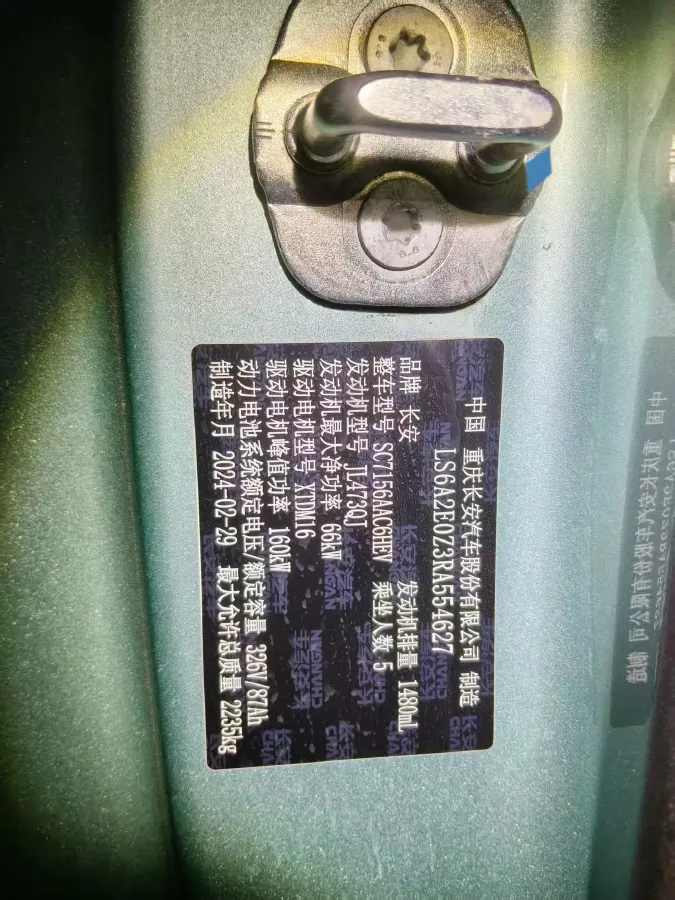 中国 重庆长安汽车股份有限公司 制造
LS6A2E0Z3RA554627
品牌 长安 发动机排量 1480mL
整车型号 SC7156AAC6HEV 乘坐人数 5
发动机型号 JL473QJ
发动机最大净功率 66kW
驱动电机型号 XTDM16
驱动电机峰值功率 160kW
动力电池系统额定电压/额定容量 326V/87Ah
制造年月 2024-02-29 最大允许总质量 2235kg